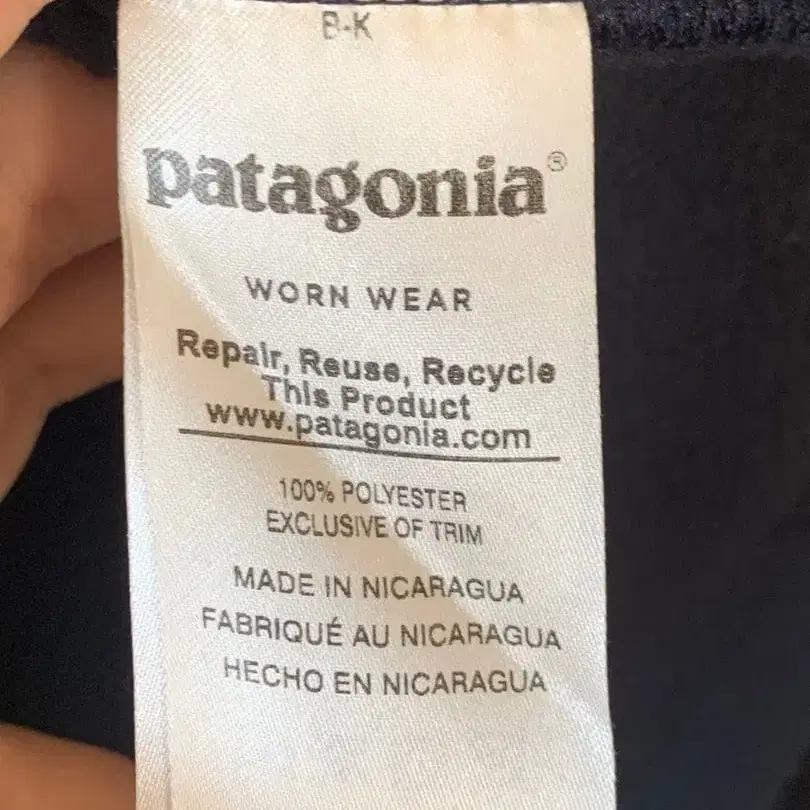 B-K
patagonia®
WORN WEAR
Repair, Reuse, Recycle
This Product
www.patagonia.com
100% POLYESTER
EXCLUSIVE OF TRIM
MADE IN NICARAGUA
FABRIQUÉ AU NICARAGUA
HECHO EN NICARAGUA